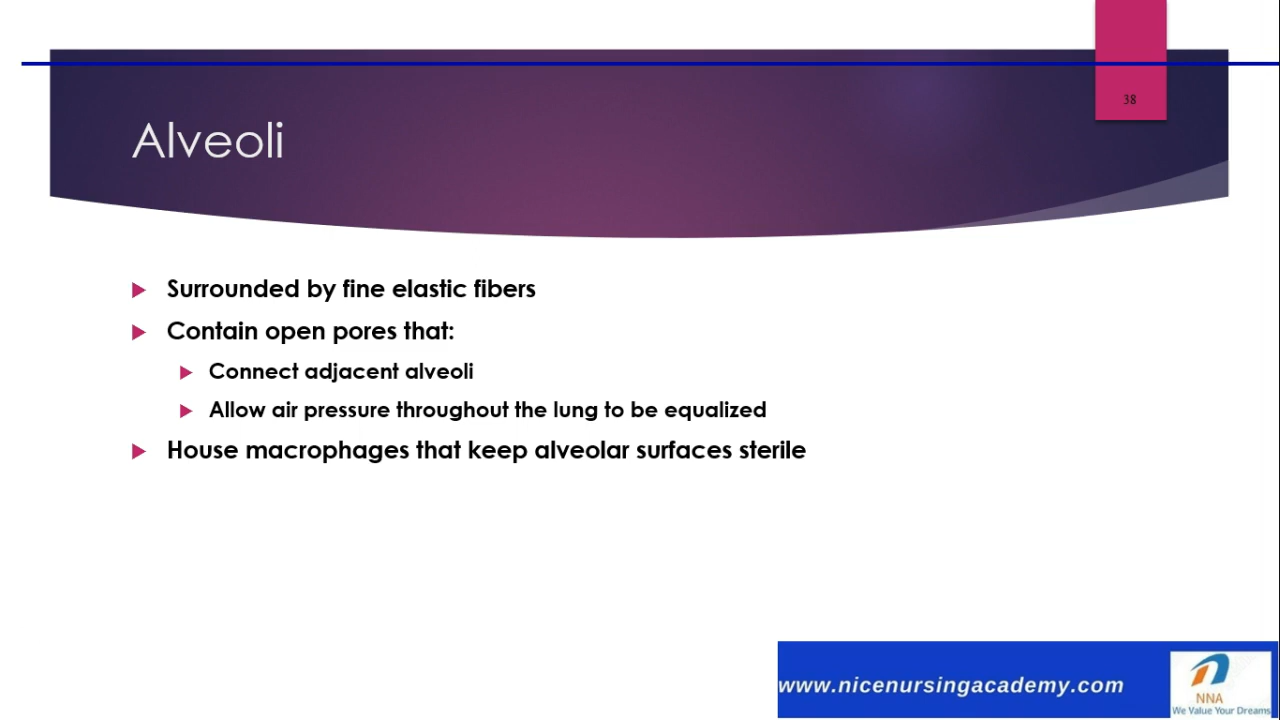 38
Alveoli
Surrounded by fine elastic fibers
Contain open pores that:
Connect adjacent alveoli
Allow air pressure throughout the lung to be equalized
House macrophages that keep alveolar surfaces sterile
www.nicenursingacademy.com
NNA
We Value Your Dreams